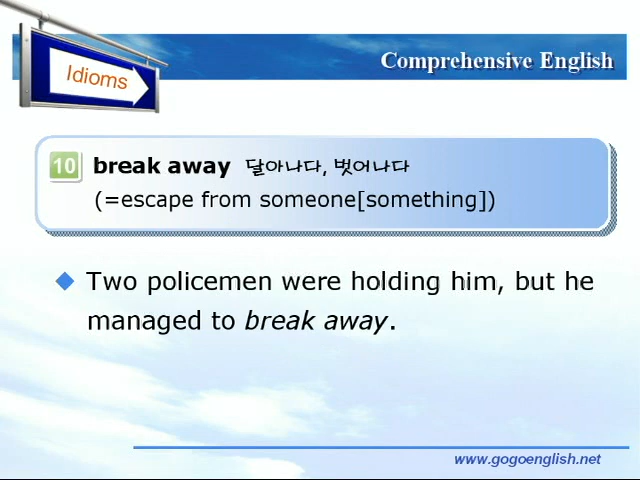 Comprehensive English
Idioms
10 break away 달아나다, 벗어나다
(=escape from someone[something])
Two policemen were holding him, but he
managed to break away.
www.gogoenglish.net